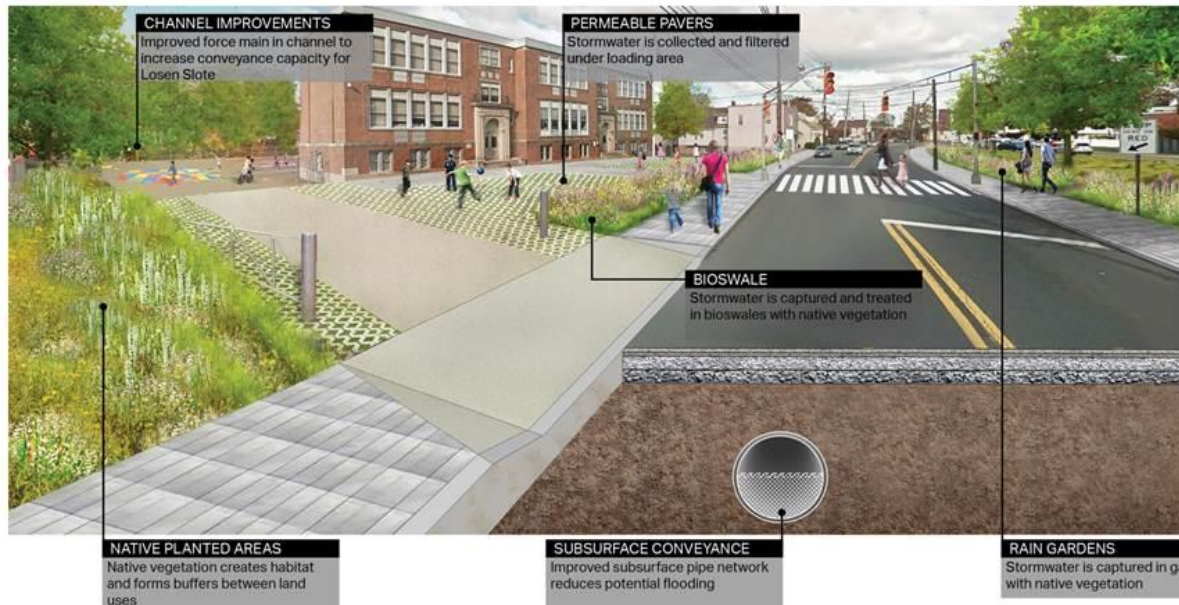 CHANNEL IMPROVEMENTS
Improved force main in channel to
increase conveyance capacity for
Losen Slote
PERMEABLE PAVERS
Stormwater is collected and filtered
under loading area
RED
BIOSWALE
Stormwater is captured and treated
in bioswales with native vegetation
NATIVE PLANTED AREAS
Native vegetation creates habitat
and forms buffers between land
uses
SUBSURFACE CONVEYANCE
Improved subsurface pipe network
reduces potential flooding
RAIN GARDENS
Stormwater is captured in ga
with native vegetation